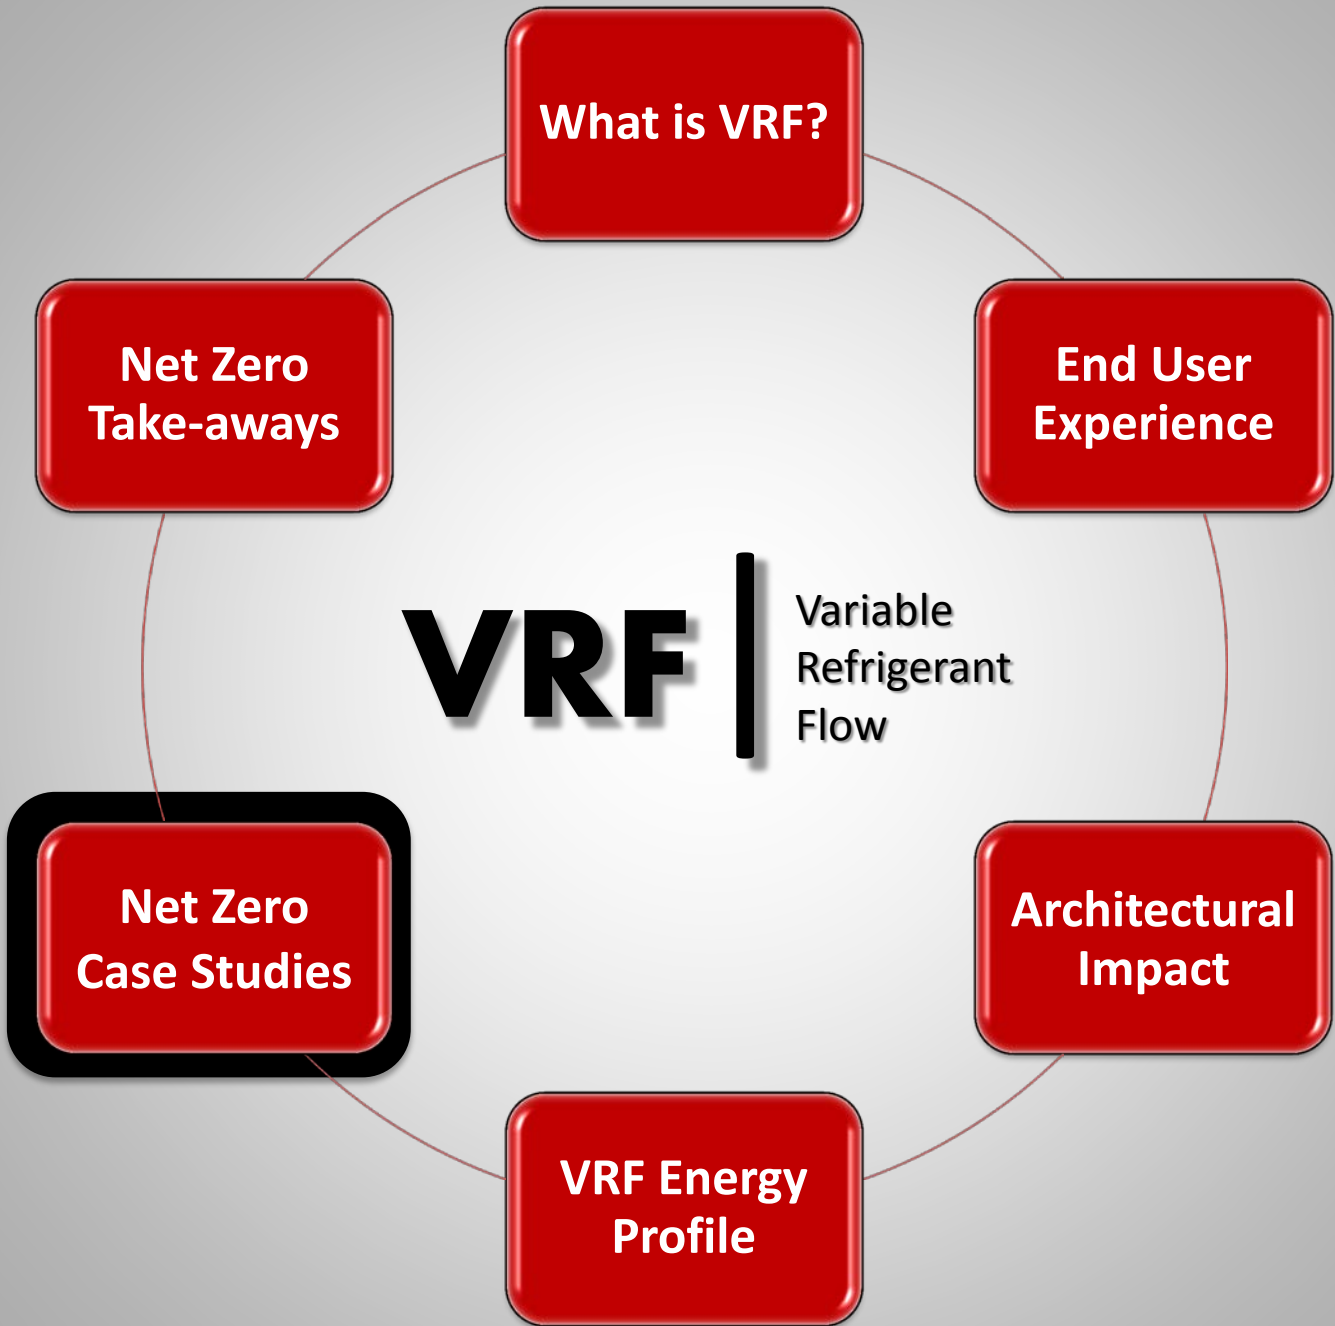 What is VRF?
End User
Experience
Architectural
Impact
VRF Energy
Profile
Net Zero
Case Studies
Net Zero
Take-aways
VRF
Variable
Refrigerant
Flow